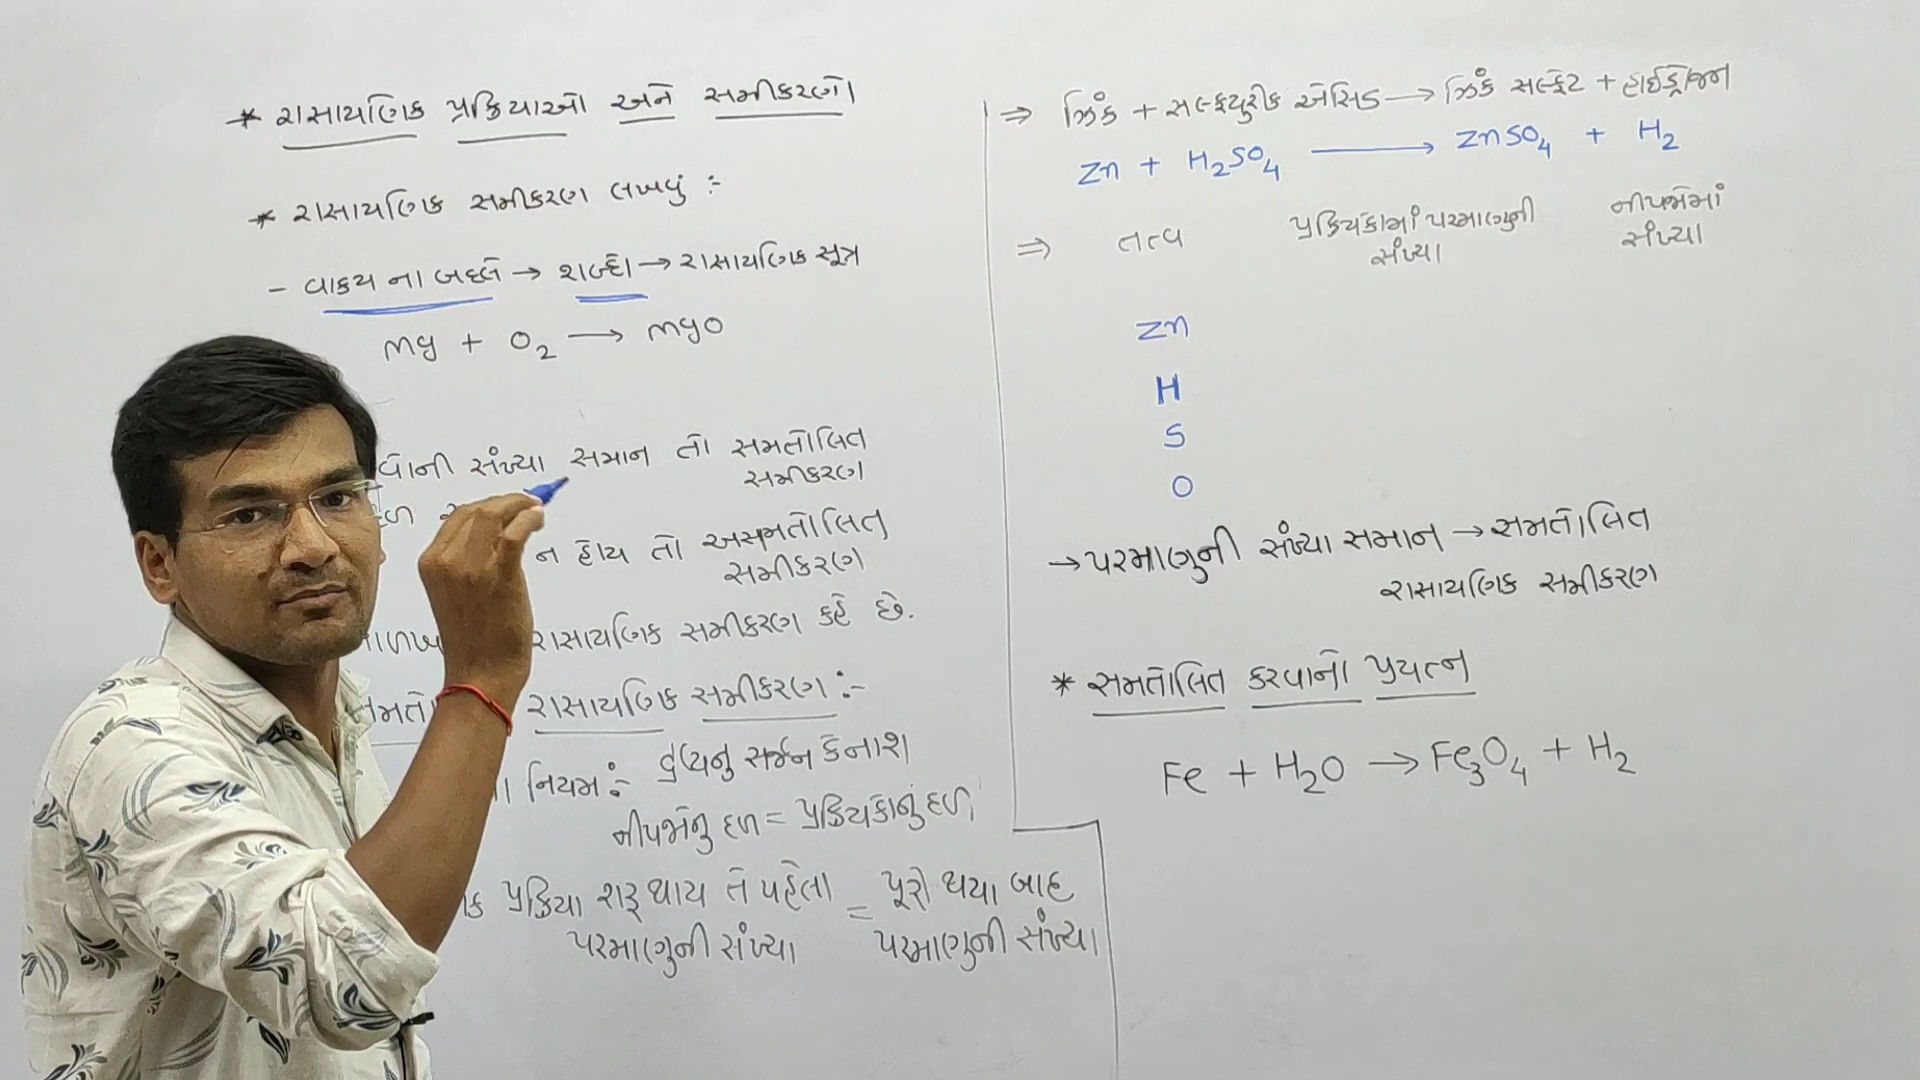 * રાસાયણિક પ્રક્રિયાઓ અને સમીકરણો
* રાસાયણિક સમીકરણ લખવું :-
- વાક્ય ના બદલે → શબ્દો → રાસાયણિક સૂત્ર
Mg + O2 → MgO
સંખ્યા સમાન તો સમતોલિત
સમીકરણ
ન હોય તો અસમતોલિત
સમીકરણ
રાસાયણિક સમીકરણ કહે છે.
રાસાયણિક સમીકરણ :-
નિયમ :- દ્રવ્યનું સર્જન કેનાશ
નીપજોનું દળ = પ્રક્રિયકોનું દળ
પ્રક્રિયા શરૂ થાય તે પહેલા = પૂરી થયા બાદ
પરમાણુની સંખ્યા પરમાણુની સંખ્યા
⇒ ઝિંક + સલ્ફ્યુરીક એસિડ → ઝિંક સલ્ફેટ + હાઈડ્રોજન
Zn + H2SO4 → ZnSO4 + H2
⇒ તત્વ પ્રક્રિયકોમાં પરમાણુની સંખ્યા નીપજોમાં સંખ્યા
Zn
H
S
O
→ પરમાણુની સંખ્યા સમાન → સમતોલિત
રાસાયણિક સમીકરણ
* સમતોલિત કરવાનો પ્રયત્ન
Fe + H2O → Fe3O4 + H2